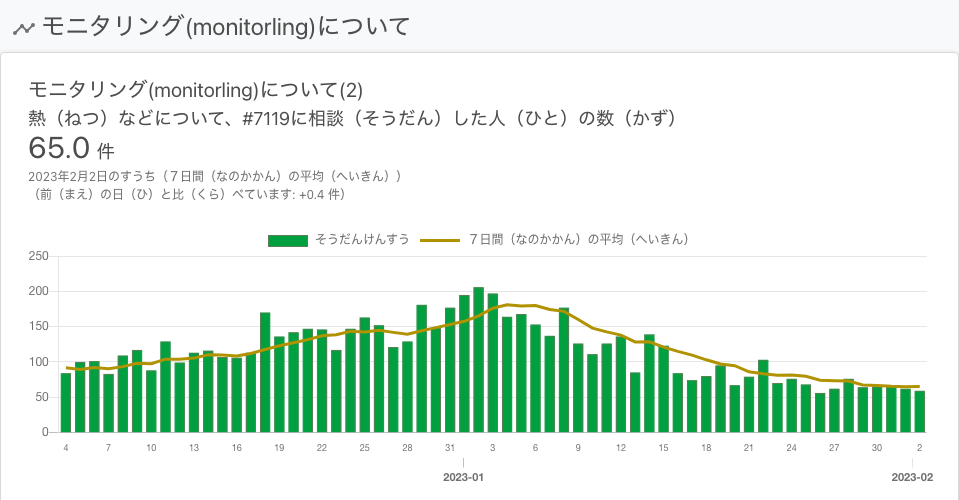 モニタリング(monitorling)について
モニタリング(monitorling)について(2)
熱（ねつ）などについて、#7119に相談（そうだん）した人（ひと）の数（かず）
65.0 件
2023年2月2日のすうち（７日間（なのかかん）の平均（へいきん））
（前（まえ）の日（ひ）と比（くら）べています: +0.4 件）
そうだんけんすう ７日間（なのかかん）の平均（へいきん）
250
200
150
100
50
0
4 7 10 13 16 19 22 25 28 31 3 6 9 12 15 18 21 24 27 30 2
2023-01 2023-02